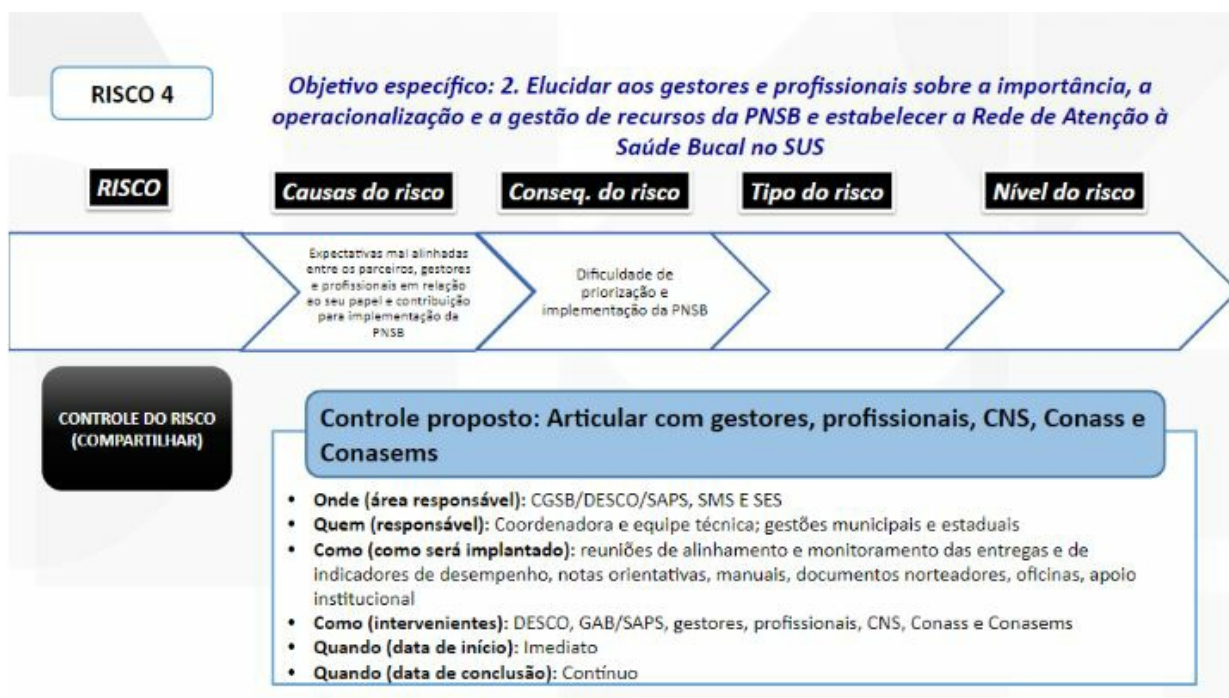 RISCO 4
Objetivo específico: 2. Elucidar aos gestores e profissionais sobre a importância, a
operacionalização e a gestão de recursos da PNSB e estabelecer a Rede de Atenção à
Saúde Bucal no SUS
RISCO
Causas do risco
Conseq. do risco
Tipo do risco
Nível do risco
Expectativas mal alinhadas
entre os parceiros, gestores
e profissionais em relação
ao seu papel e contribuição
para implementação da
PNSB
Dificuldade de
priorização e
implementação da PNSB
CONTROLE DO RISCO
(COMPARTILHAR)
Controle proposto: Articular com gestores, profissionais, CNS, Conass e
Conasems
• Onde (área responsável): CGSB/DESCO/SAPS, SMS E SES
• Quem (responsável): Coordenadora e equipe técnica; gestões municipais e estaduais
• Como (como será implantado): reuniões de alinhamento e monitoramento das entregas e de
indicadores de desempenho, notas orientativas, manuais, documentos norteadores, oficinas, apoio
institucional
• Como (intervenientes): DESCO, GAB/SAPS, gestores, profissionais, CNS, Conass e Conasems
• Quando (data de início): Imediato
• Quando (data de conclusão): Contínuo